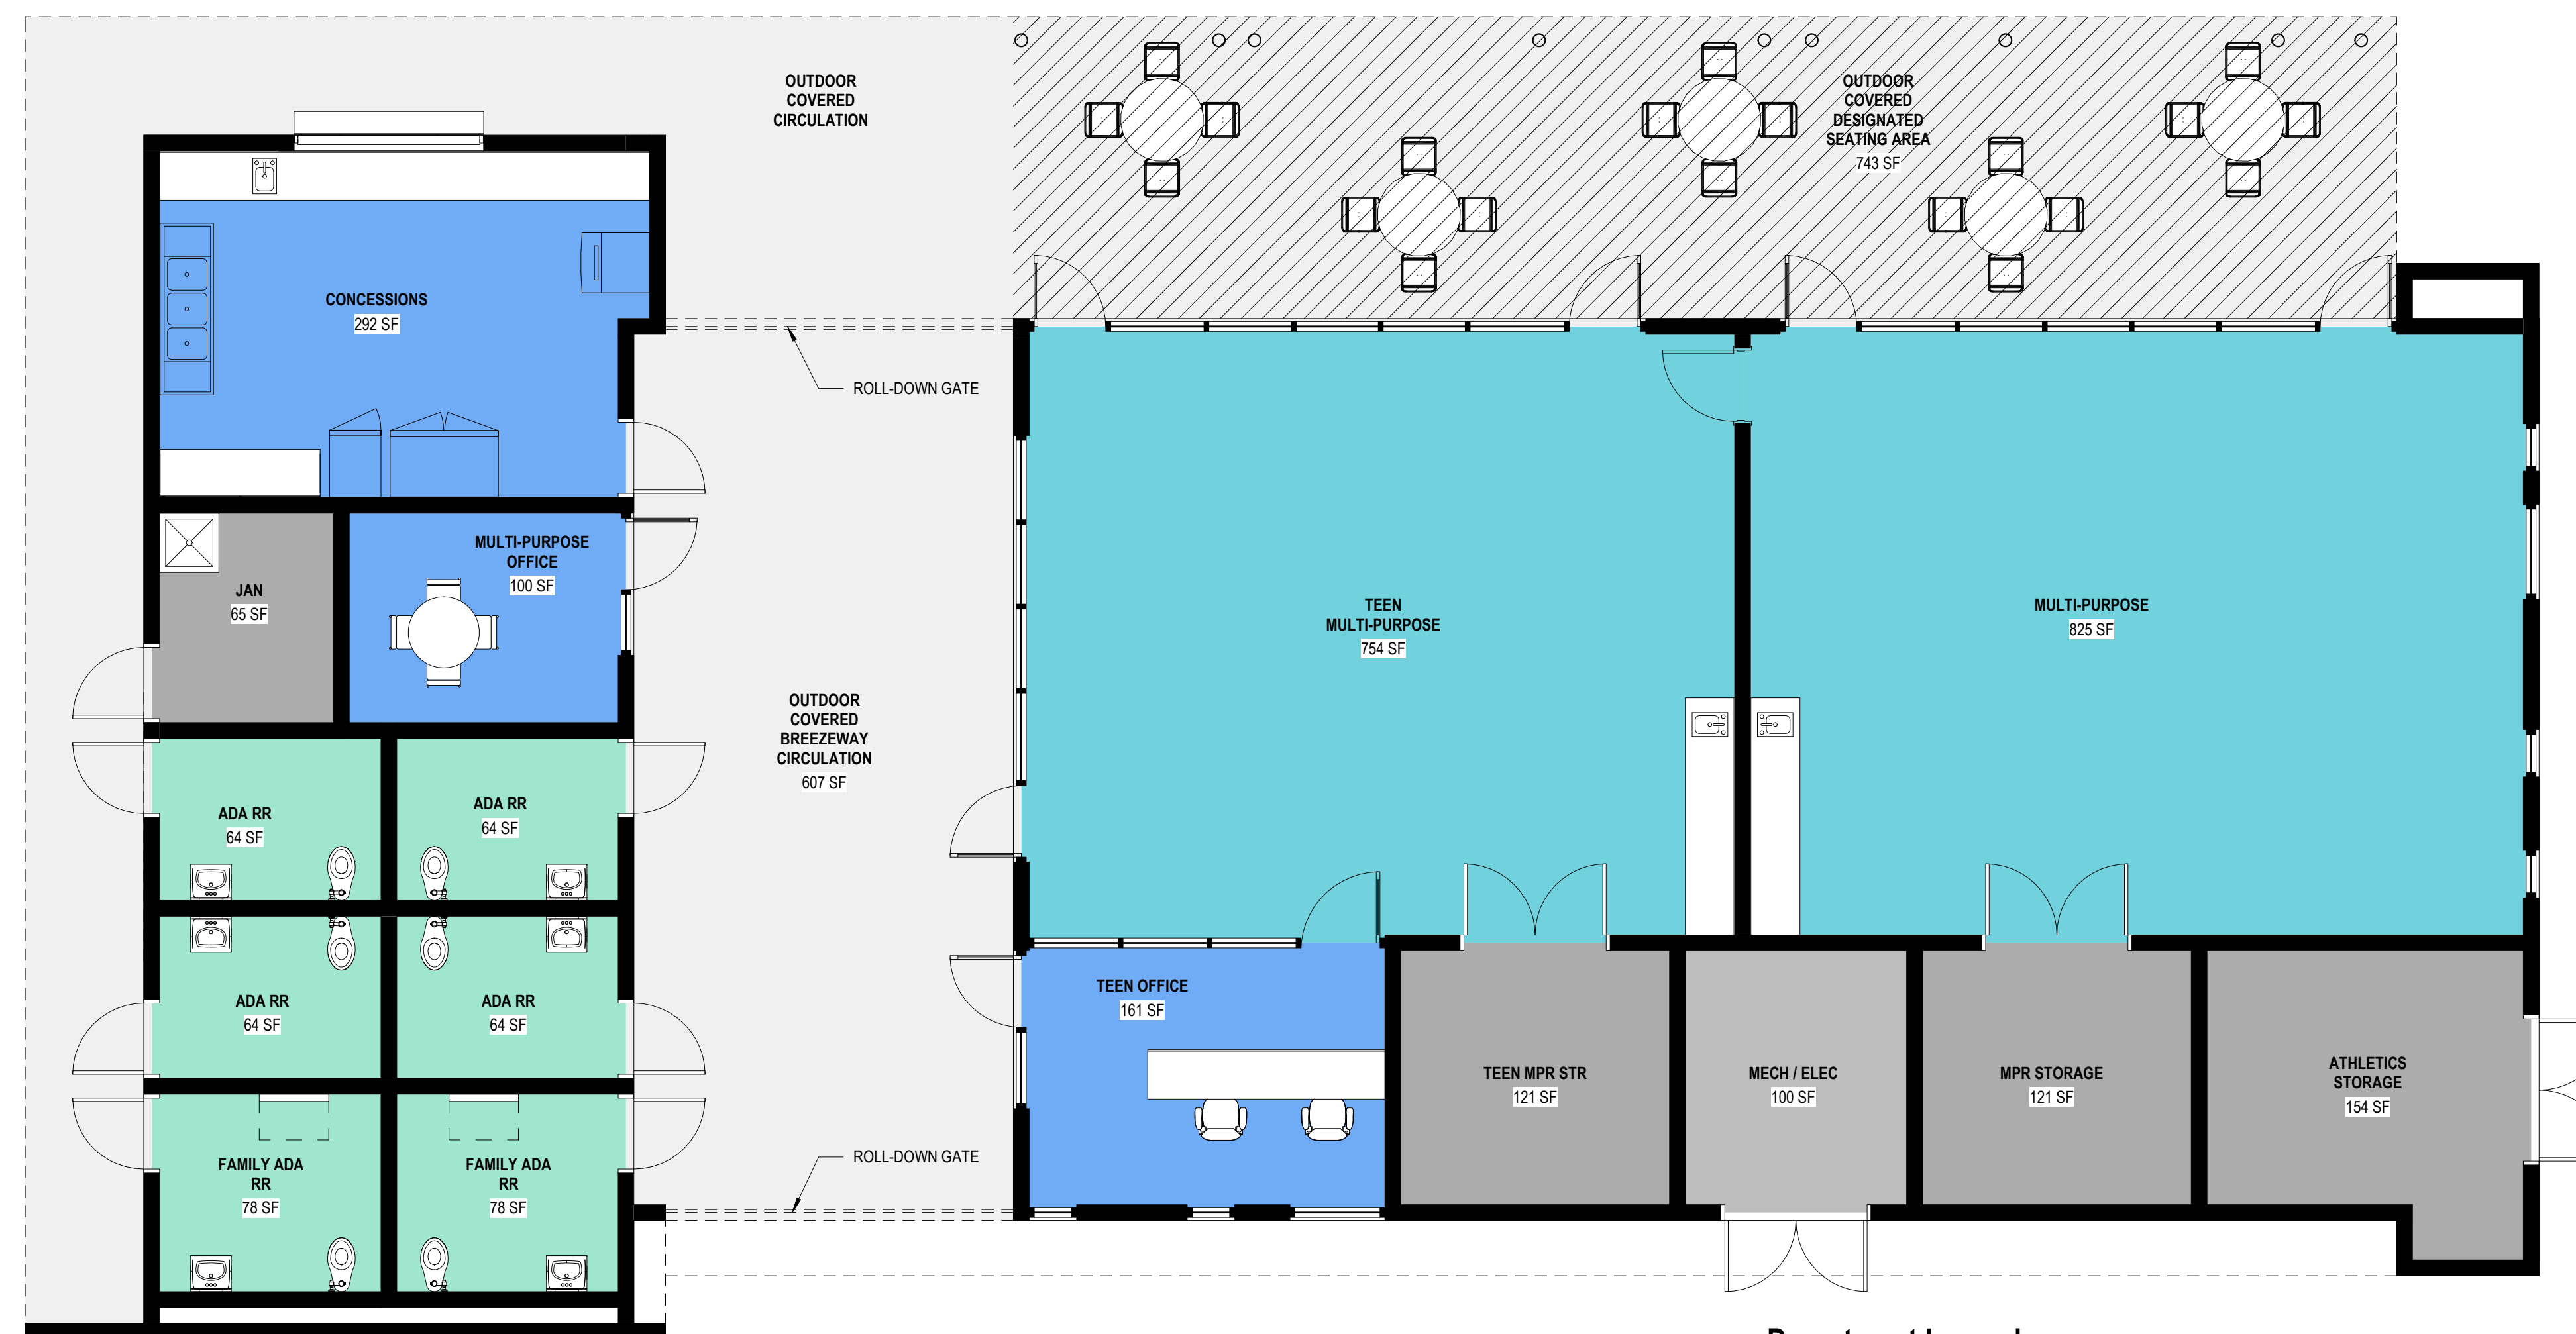 OUTDOOR
COVERED
CIRCULATION
OUTDOOR
COVERED
DESIGNATED
SEATING AREA
743 SF
CONCESSIONS
292 SF
ROLL-DOWN GATE
MULTI-PURPOSE
OFFICE
100 SF
JAN
65 SF
TEEN
MULTI-PURPOSE
754 SF
MULTI-PURPOSE
825 SF
OUTDOOR
COVERED
BREEZEWAY
CIRCULATION
607 SF
ADA RR
64 SF
ADA RR
64 SF
ADA RR
64 SF
ADA RR
64 SF
TEEN OFFICE
161 SF
TEEN MPR STR
121 SF
MECH / ELEC
100 SF
MPR STORAGE
121 SF
ATHLETICS
STORAGE
154 SF
FAMILY ADA
RR
78 SF
FAMILY ADA
RR
78 SF
ROLL-DOWN GATE